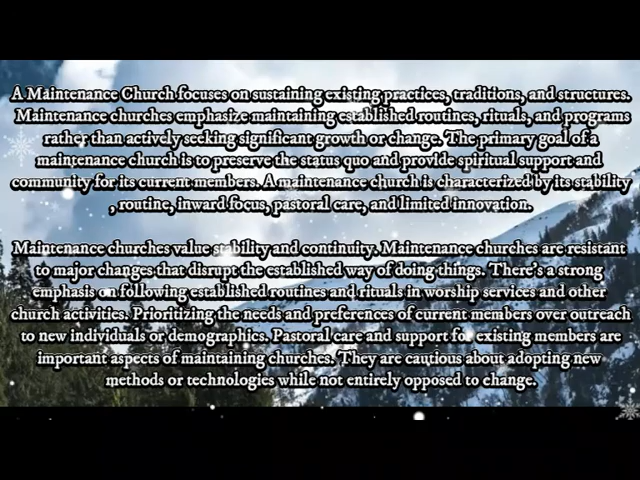 A Maintenance Church focuses on sustaining existing practices, traditions, and structures.
Maintenance churches emphasize maintaining established routines, rituals, and programs
rather than actively seeking significant growth or change. The primary goal of a
maintenance church is to preserve the status quo and provide spiritual support and
community for its current members. A maintenance church is characterized by its stability
, routine, inward focus, pastoral care, and limited innovation.
Maintenance churches value stability and continuity. Maintenance churches are resistant
to major changes that disrupt the established way of doing things. There's a strong
emphasis on following established routines and rituals in worship services and other
church activities. Prioritizing the needs and preferences of current members over outreach
to new individuals or demographics. Pastoral care and support for existing members are
important aspects of maintaining churches. They are cautious about adopting new
methods or technologies while not entirely opposed to change.